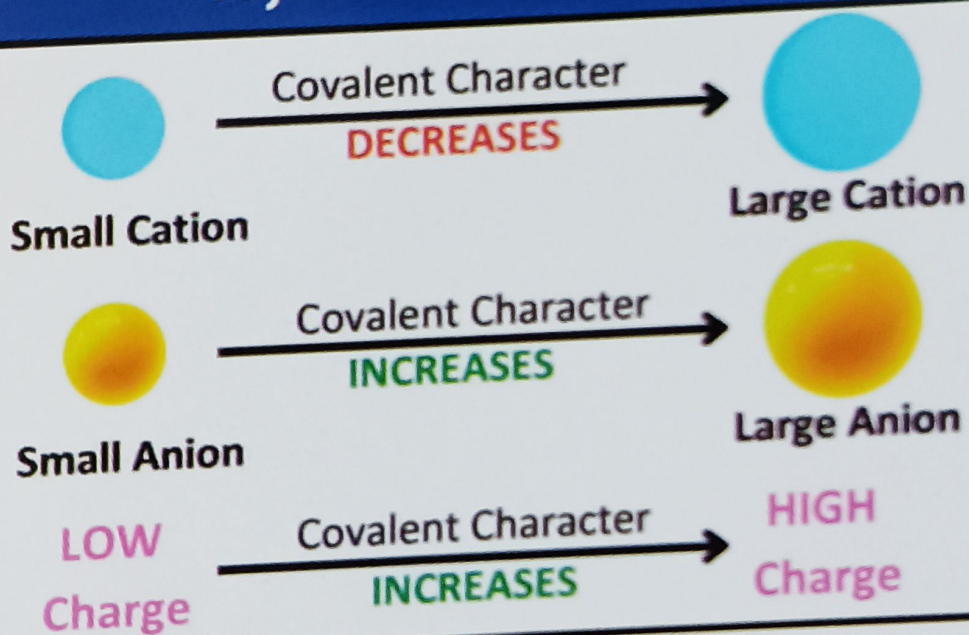 Covalent Character
DECREASES
Small Cation
Large Cation
Covalent Character
INCREASES
Small Anion
Large Anion
LOW
Charge
Covalent Character
INCREASES
HIGH
Charge